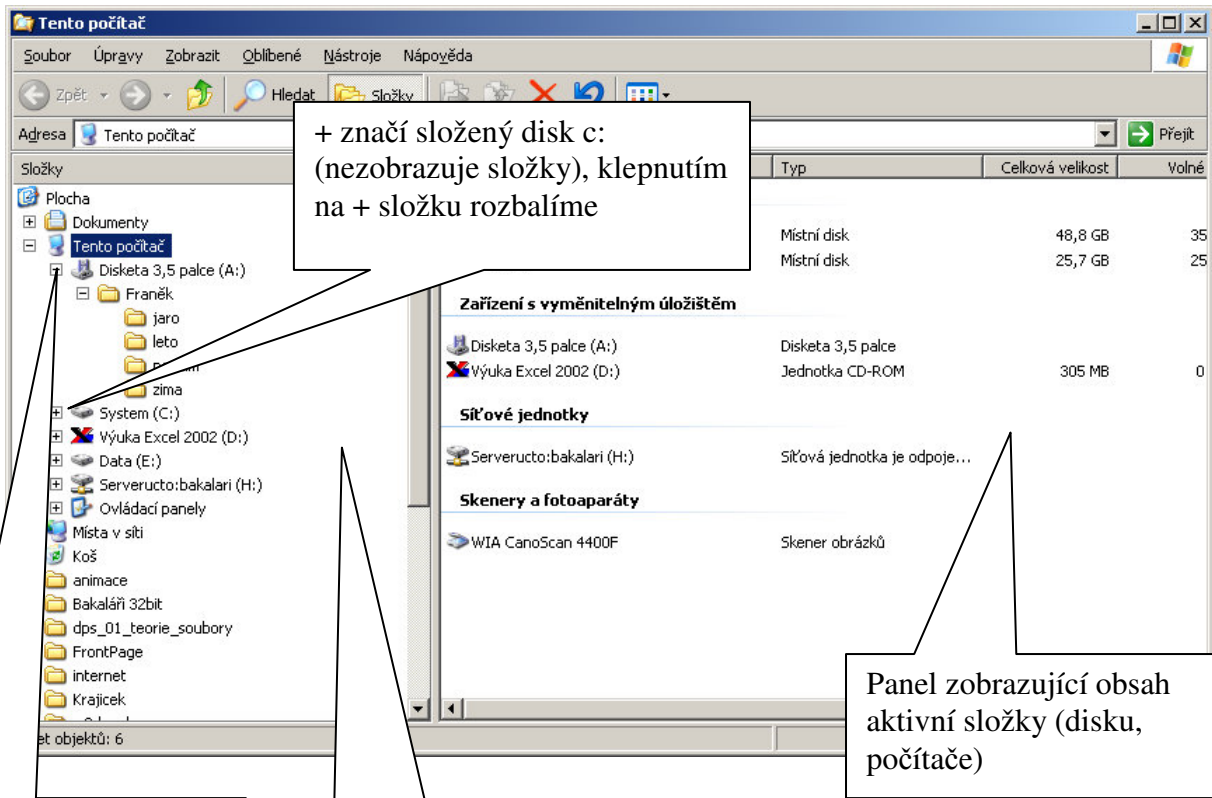 Tento počítač
Soubor Úpravy Zobrazit Oblíbené Nástroje Nápověda
Zpět Hledat Složky
Adresa Tento počítač Přejít
+ značí složený disk c:
(nezobrazuje složky), klepnutím
na + složku rozbalíme
Složky
Typ Celková velikost Volné
Plocha
Dokumenty
Tento počítač
Disketa 3,5 palce (A:)
Franěk
jaro
leto
zima
System (C:)
Výuka Excel 2002 (D:)
Data (E:)
Serveructo:bakalari (H:)
Ovládací panely
Místa v síti
Koš
animace
Bakaláři 32bit
dps_01_teorie_soubory
FrontPage
internet
Krajicek
Místní disk 48,8 GB 35
Místní disk 25,7 GB 25
Zařízení s vyměnitelným úložištěm
Disketa 3,5 palce (A:) Disketa 3,5 palce
Výuka Excel 2002 (D:) Jednotka CD-ROM 305 MB 0
Síťové jednotky
Serveructo:bakalari (H:) Síťová jednotka je odpoje...
Skenery a fotoaparáty
WIA CanoScan 4400F Skener obrázků
Panel zobrazující obsah
aktivní složky (disku,
počítače)
et objektů: 6